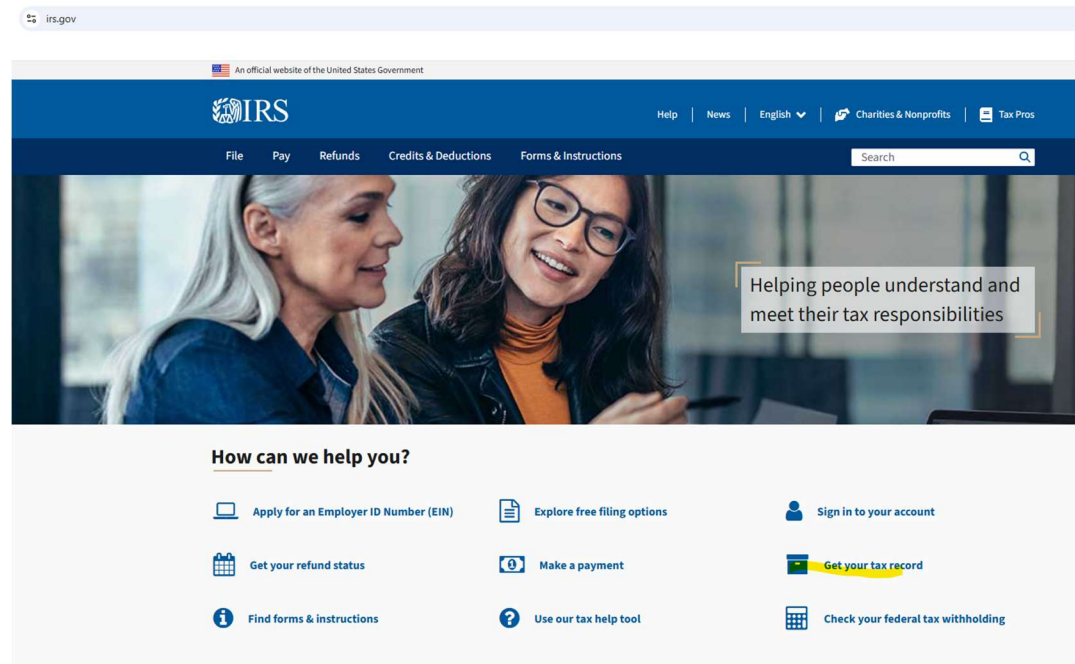 irs.gov
An official website of the United States Government
IRS
Help News English Charities & Nonprofits Tax Pros
File Pay Refunds Credits & Deductions Forms & Instructions Search
Helping people understand and
meet their tax responsibilities
How can we help you?
Apply for an Employer ID Number (EIN) Explore free filing options Sign in to your account
Get your refund status Make a payment Get your tax record
Find forms & instructions Use our tax help tool Check your federal tax withholding